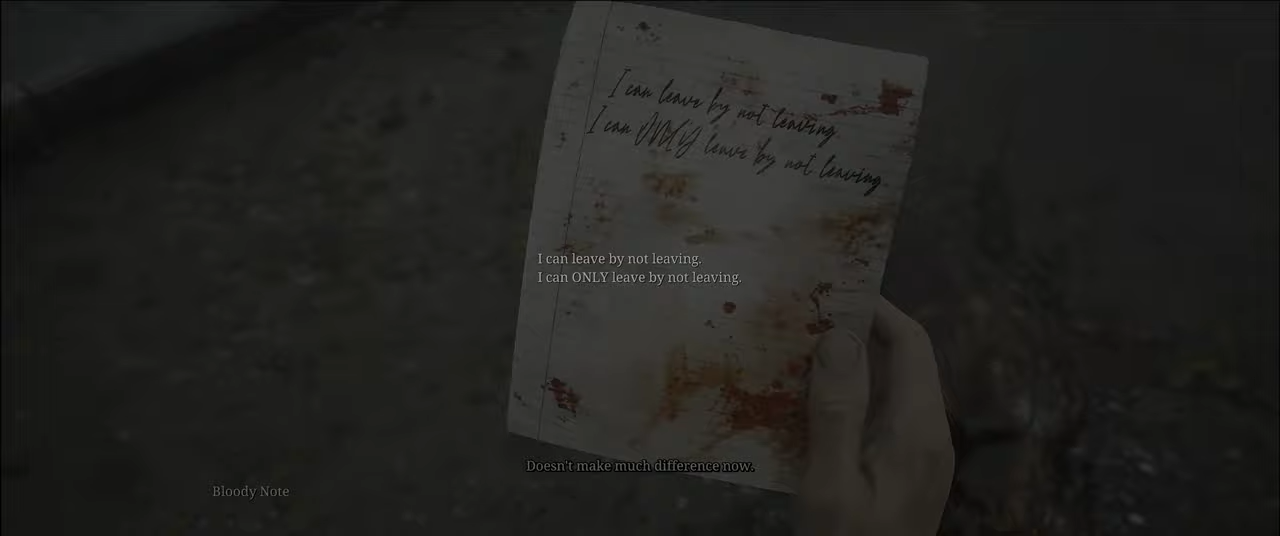 I can leave by not leaving
I can ONLY leave by not leaving
I can leave by not leaving.
I can ONLY leave by not leaving.
Doesn't make much difference now.
Bloody Note